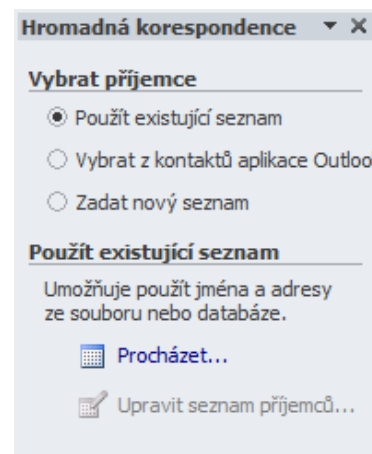 Hromadná korespondence
Vybrat příjemce
Použít existující seznam
Vybrat z kontaktů aplikace Outloo
Zadat nový seznam
Použít existující seznam
Umožňuje použít jména a adresy
ze souboru nebo databáze.
Procházet...
Upravit seznam příjemců...